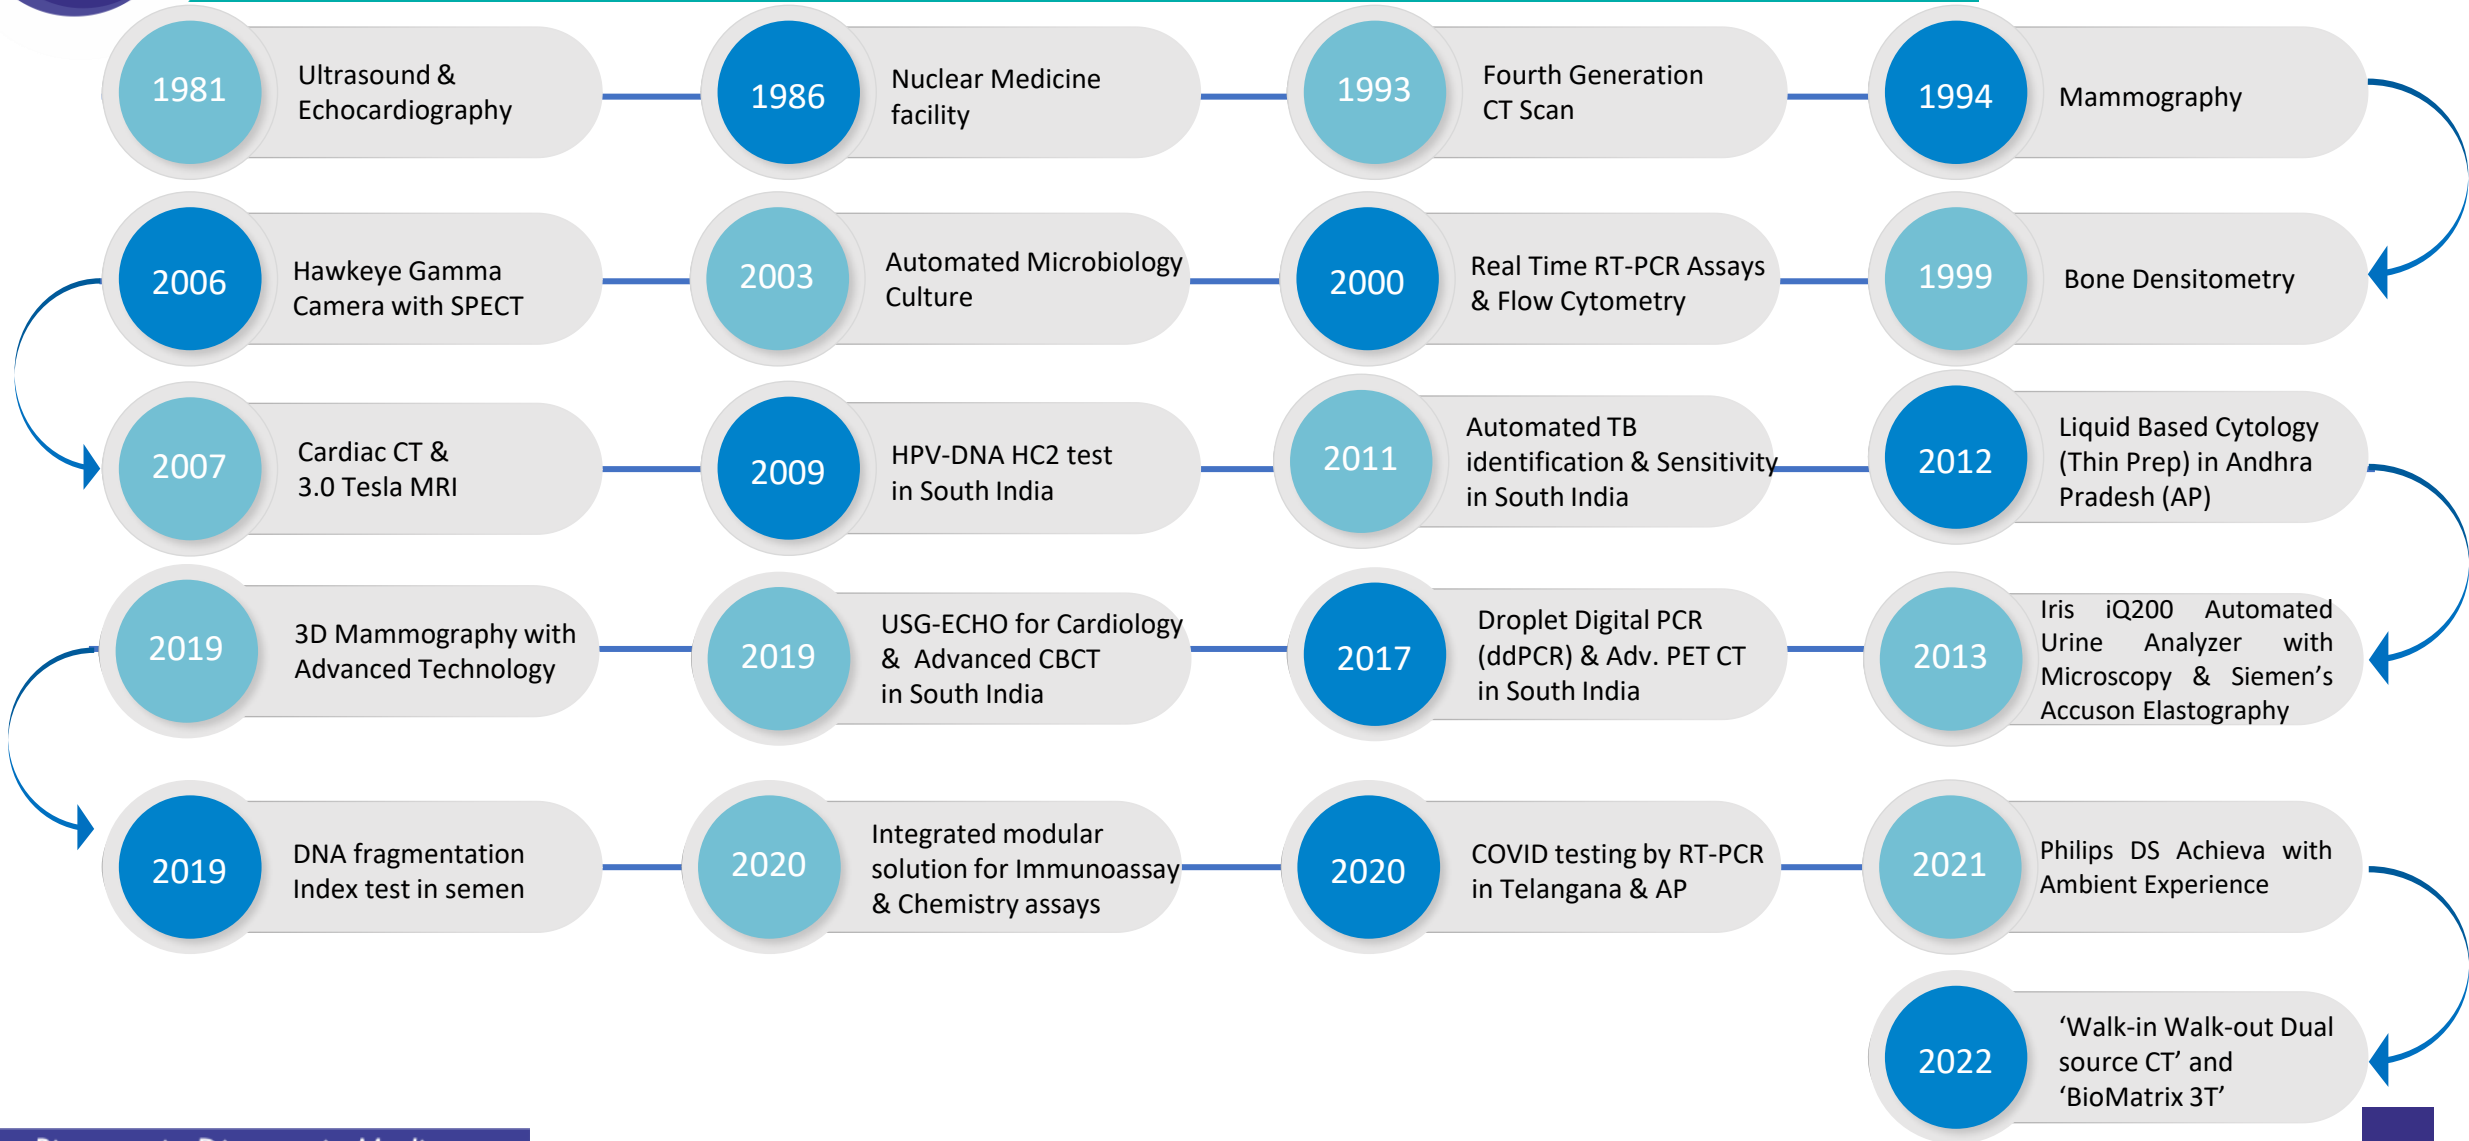 1981
Ultrasound &
Echocardiography
1986
Nuclear Medicine
facility
1993
Fourth Generation
CT Scan
1994
Mammography
2006
Hawkeye Gamma
Camera with SPECT
2003
Automated Microbiology
Culture
2000
Real Time RT-PCR Assays
& Flow Cytometry
1999
Bone Densitometry
2007
Cardiac CT &
3.0 Tesla MRI
2009
HPV-DNA HC2 test
in South India
2011
Automated TB
identification & Sensitivity
in South India
2012
Liquid Based Cytology
(Thin Prep) in Andhra
Pradesh (AP)
2019
3D Mammography with
Advanced Technology
2019
USG-ECHO for Cardiology
& Advanced CBCT
in South India
2017
Droplet Digital PCR
(ddPCR) & Adv. PET CT
in South India
2013
Iris iQ200 Automated
Urine Analyzer with
Microscopy & Siemen’s
Accuson Elastography
2019
DNA fragmentation
Index test in semen
2020
Integrated modular
solution for Immunoassay
& Chemistry assays
2020
COVID testing by RT-PCR
in Telangana & AP
2021
Philips DS Achieva with
Ambient Experience
2022
‘Walk-in Walk-out Dual
source CT’ and
‘BioMatrix 3T’